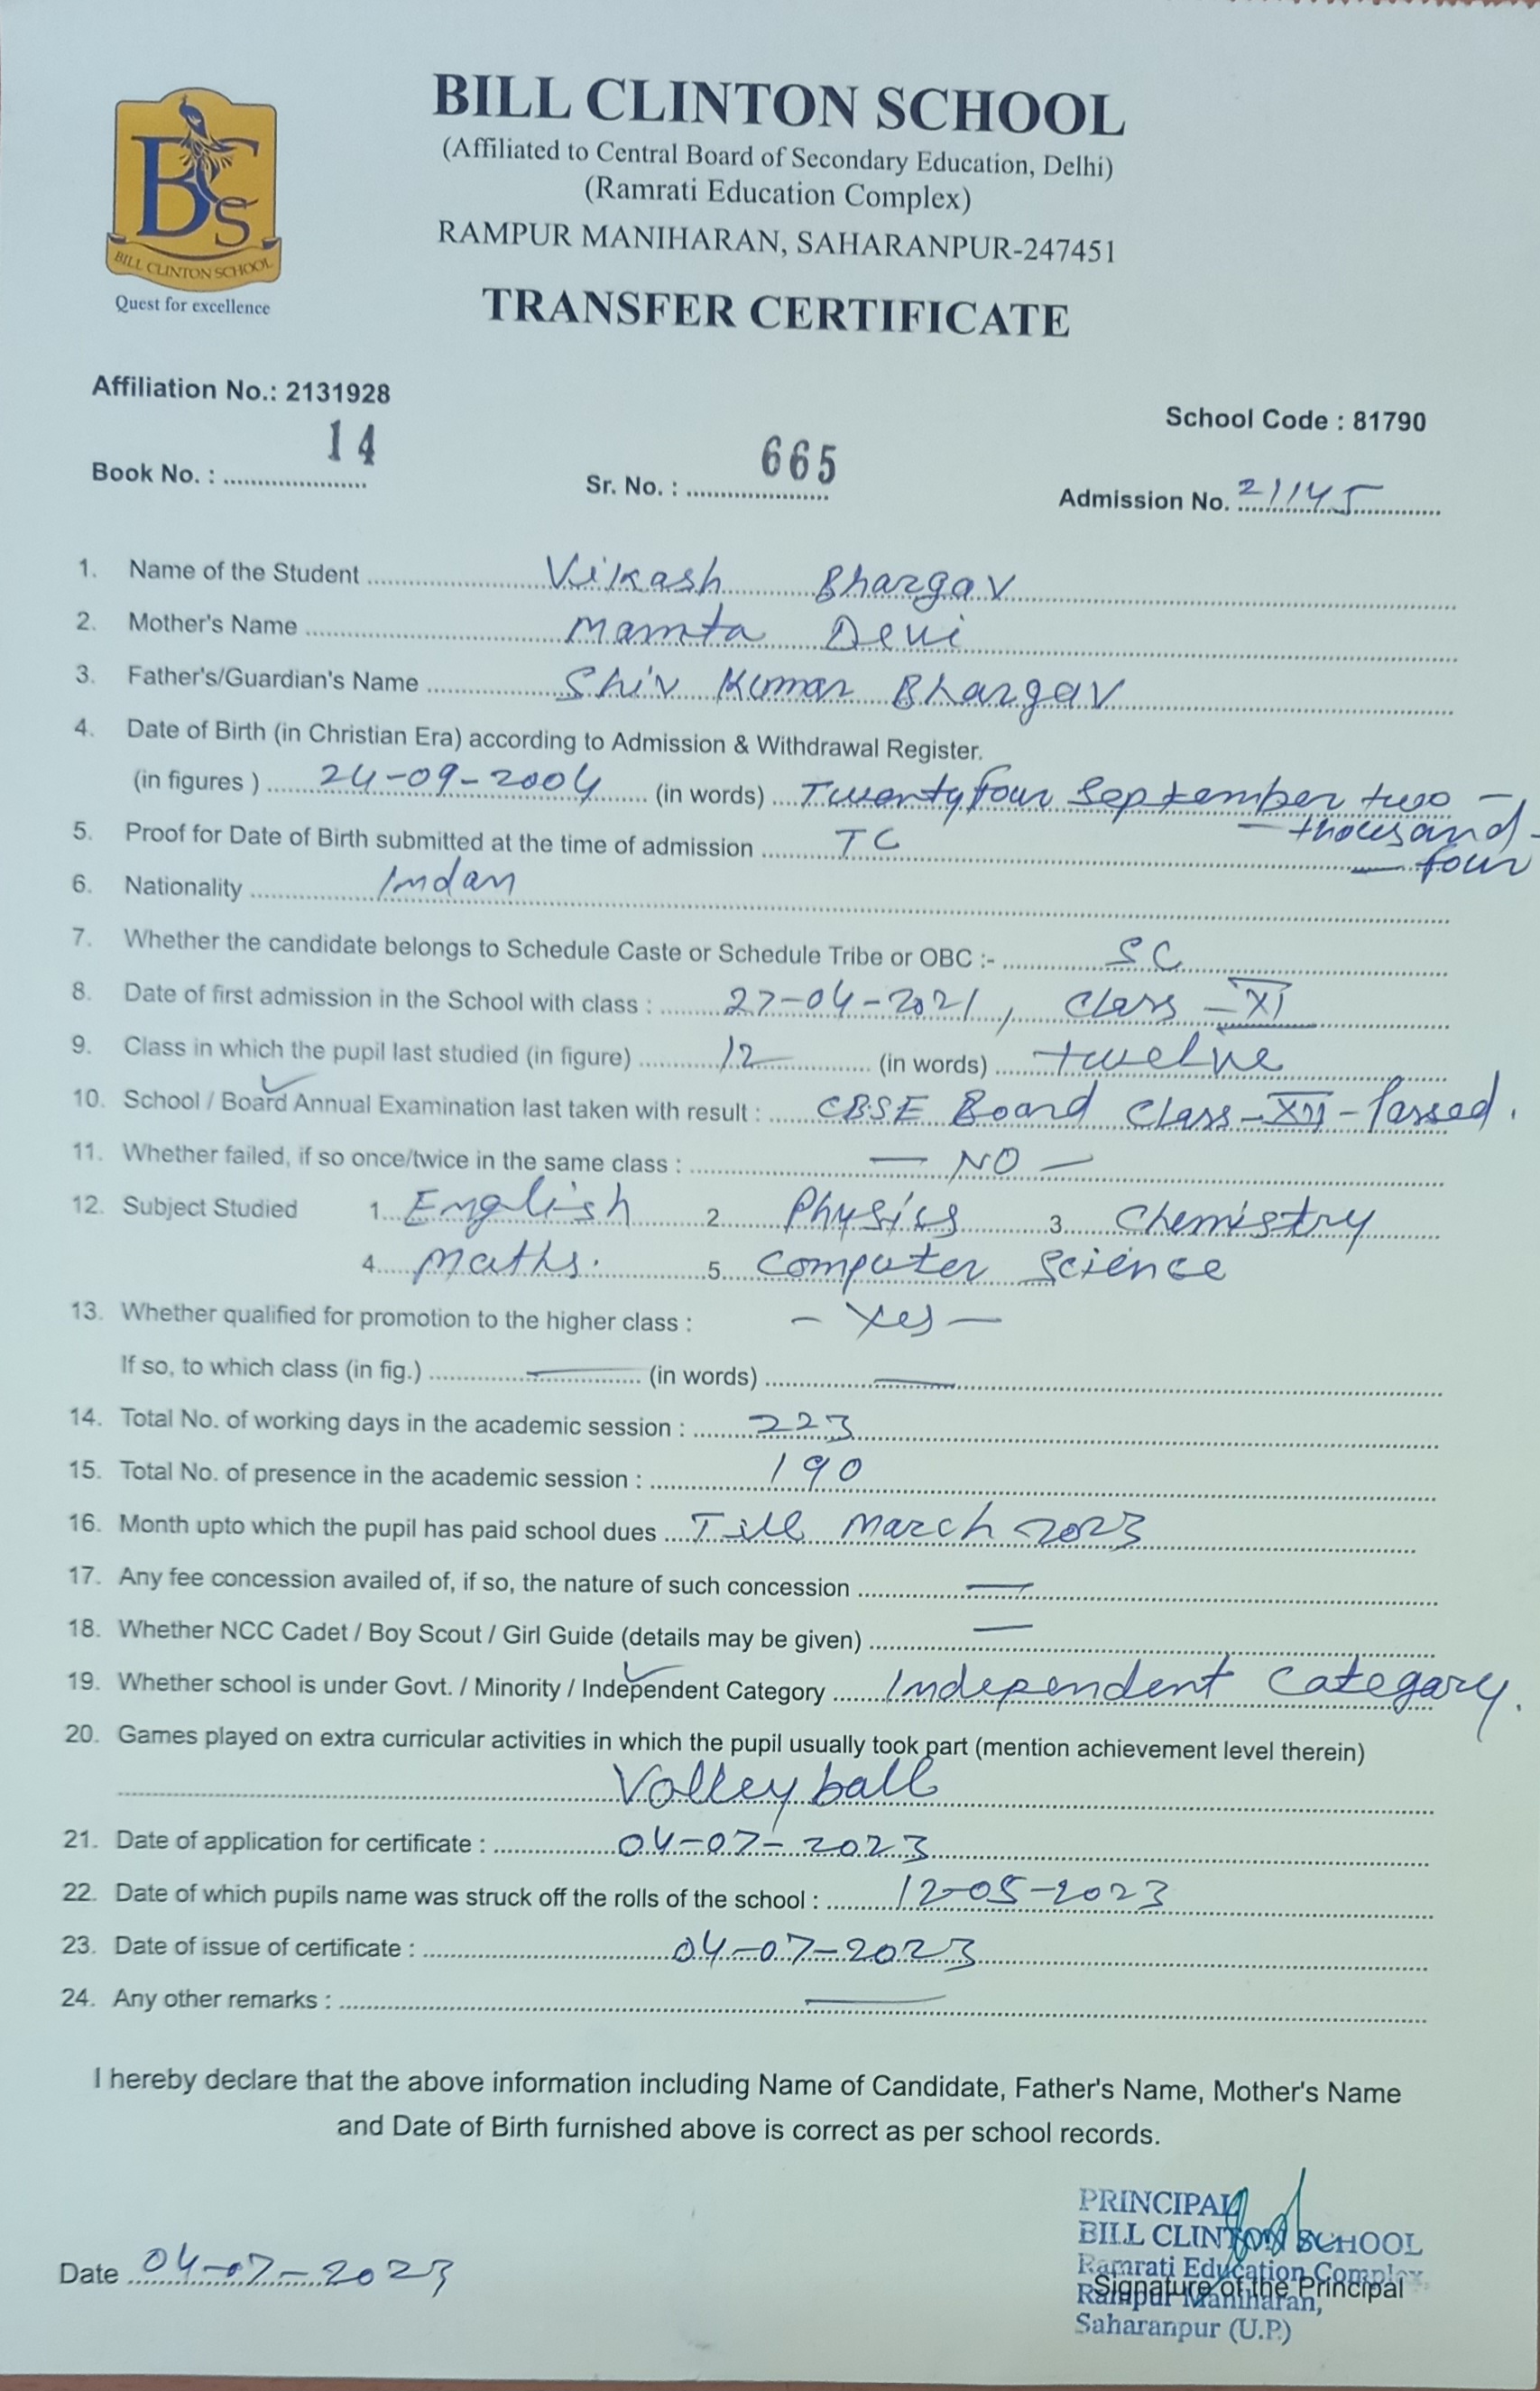 BILL CLINTON SCHOOL
(Affiliated to Central Board of Secondary Education, Delhi)
(Ramrati Education Complex)
RAMPUR MANIHARAN, SAHARANPUR-247451
BCS
BILL CLINTON SCHOOL
Quest for excellence
TRANSFER CERTIFICATE
Affiliation No.: 2131928
School Code : 81790
Book No. : 14 Sr. No. : 665 Admission No. 21145
1. Name of the Student Vikash Bhargav
2. Mother's Name Mamta Devi
3. Father's/Guardian's Name Shiv Kumar Bhargav
4. Date of Birth (in Christian Era) according to Admission & Withdrawal Register.
(in figures ) 24-09-2004 (in words) Twenty four September two -
- thousand -
- four
5. Proof for Date of Birth submitted at the time of admission TC
6. Nationality Indan
7. Whether the candidate belongs to Schedule Caste or Schedule Tribe or OBC :- SC
8. Date of first admission in the School with class : 27-04-2021, Class - XI
9. Class in which the pupil last studied (in figure) 12 (in words) twelve
10. School / Board Annual Examination last taken with result : CBSE Board Class-XII - Passed.
11. Whether failed, if so once/twice in the same class : - NO -
12. Subject Studied 1. English 2. Physics 3. Chemistry
4. Maths. 5. Computer Science
13. Whether qualified for promotion to the higher class : - Yes -
If so, to which class (in fig.) — (in words) —
14. Total No. of working days in the academic session : 223
15. Total No. of presence in the academic session : 190
16. Month upto which the pupil has paid school dues Till March 2023
17. Any fee concession availed of, if so, the nature of such concession —
18. Whether NCC Cadet / Boy Scout / Girl Guide (details may be given) —
19. Whether school is under Govt. / Minority / Independent Category Independent Category.
20. Games played on extra curricular activities in which the pupil usually took part (mention achievement level therein)
Volley ball
21. Date of application for certificate : 04-07-2023
22. Date of which pupils name was struck off the rolls of the school : 12-05-2023
23. Date of issue of certificate : 04-07-2023
24. Any other remarks : —
I hereby declare that the above information including Name of Candidate, Father's Name, Mother's Name
and Date of Birth furnished above is correct as per school records.
PRINCIPAL
BILL CLINTON SCHOOL
Ramrati Education Complex,
Signature of the Principal
Rampur Maniharan,
Saharanpur (U.P.)
Date 04-07-2023